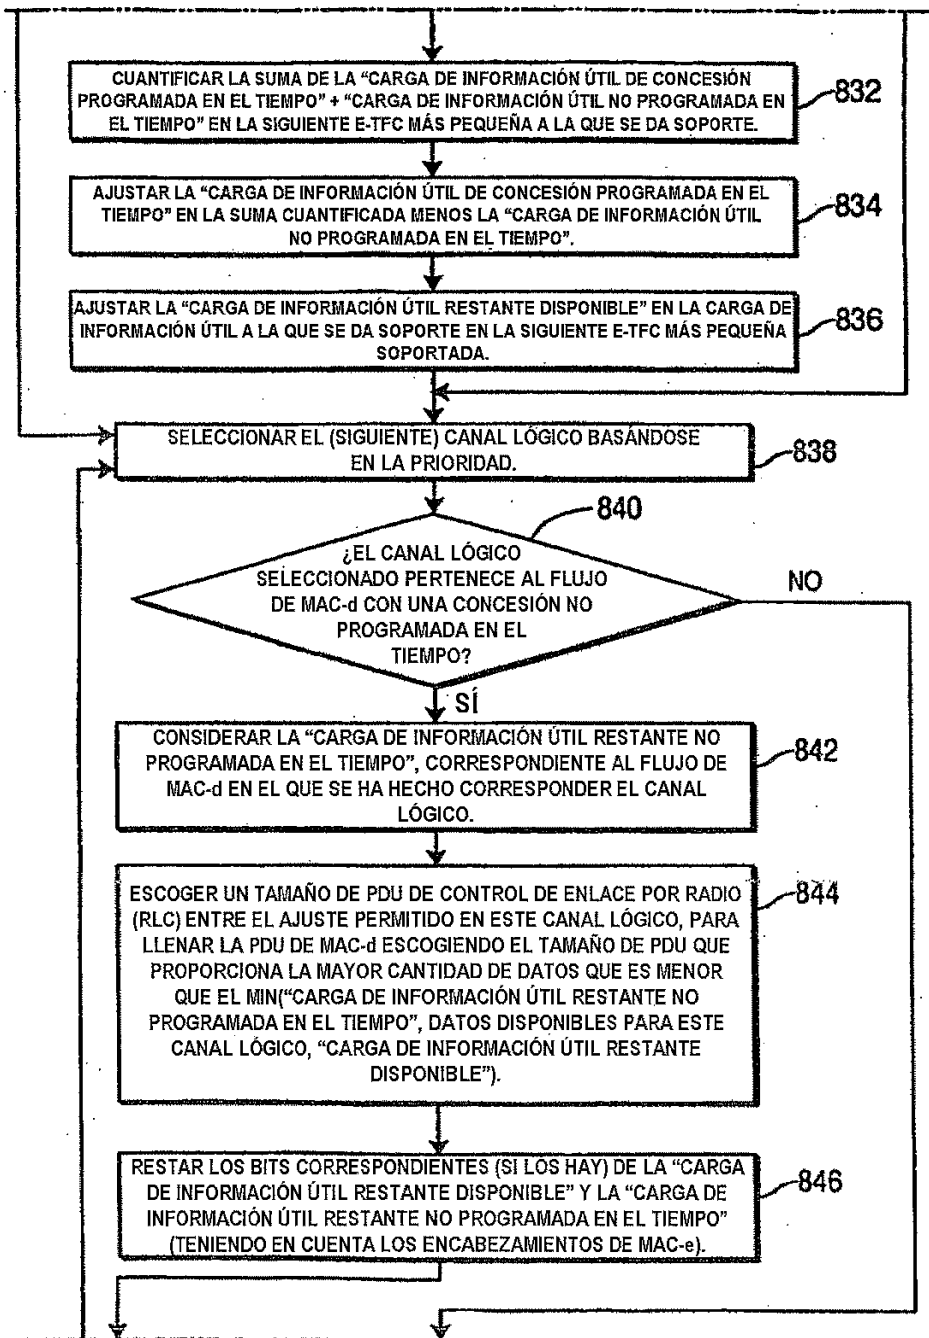 CUANTIFICAR LA SUMA DE LA “CARGA DE INFORMACIÓN ÚTIL DE CONCESIÓN
PROGRAMADA EN EL TIEMPO” + “CARGA DE INFORMACIÓN ÚTIL NO PROGRAMADA EN
EL TIEMPO” EN LA SIGUIENTE E-TFC MÁS PEQUEÑA A LA QUE SE DA SOPORTE.
832
AJUSTAR LA “CARGA DE INFORMACIÓN ÚTIL DE CONCESIÓN PROGRAMADA EN EL
TIEMPO” EN LA SUMA CUANTIFICADA MENOS LA “CARGA DE INFORMACIÓN ÚTIL
NO PROGRAMADA EN EL TIEMPO”.
834
AJUSTAR LA “CARGA DE INFORMACIÓN ÚTIL RESTANTE DISPONIBLE” EN LA CARGA DE
INFORMACIÓN ÚTIL A LA QUE SE DA SOPORTE EN LA SIGUIENTE E-TFC MÁS PEQUEÑA
SOPORTADA.
836
SELECCIONAR EL (SIGUIENTE) CANAL LÓGICO BASÁNDOSE
EN LA PRIORIDAD.
838
840
¿EL CANAL LÓGICO
SELECCIONADO PERTENECE AL FLUJO
DE MAC-d CON UNA CONCESIÓN NO
PROGRAMADA EN EL
TIEMPO?
NO
SÍ
CONSIDERAR LA “CARGA DE INFORMACIÓN ÚTIL RESTANTE NO
PROGRAMADA EN EL TIEMPO”, CORRESPONDIENTE AL FLUJO DE
MAC-d EN EL QUE SE HA HECHO CORRESPONDER EL CANAL
LÓGICO.
842
ESCOGER UN TAMAÑO DE PDU DE CONTROL DE ENLACE POR RADIO
(RLC) ENTRE EL AJUSTE PERMITIDO EN ESTE CANAL LÓGICO, PARA
LLENAR LA PDU DE MAC-d ESCOGIENDO EL TAMAÑO DE PDU QUE
PROPORCIONA LA MAYOR CANTIDAD DE DATOS QUE ES MENOR
QUE EL MIN(“CARGA DE INFORMACIÓN ÚTIL RESTANTE NO
PROGRAMADA EN EL TIEMPO”, DATOS DISPONIBLES PARA ESTE
CANAL LÓGICO, “CARGA DE INFORMACIÓN ÚTIL RESTANTE
DISPONIBLE”).
844
RESTAR LOS BITS CORRESPONDIENTES (SI LOS HAY) DE LA “CARGA
DE INFORMACIÓN ÚTIL RESTANTE DISPONIBLE” Y LA “CARGA DE
INFORMACIÓN ÚTIL RESTANTE NO PROGRAMADA EN EL TIEMPO”
(TENIENDO EN CUENTA LOS ENCABEZAMIENTOS DE MAC-e).
846